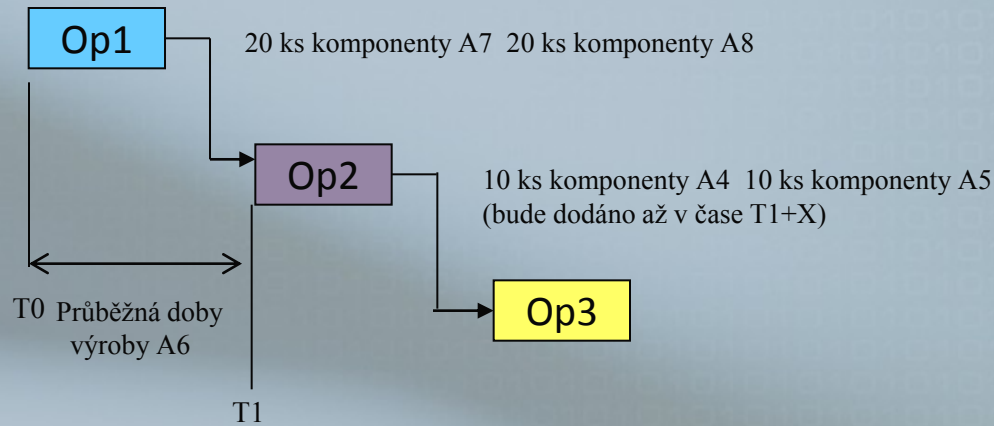 Op1
20 ks komponenty A7 20 ks komponenty A8
Op2
10 ks komponenty A4 10 ks komponenty A5
(bude dodáno až v čase T1+X)
Op3
T0 Průběžná doby
výroby A6
T1